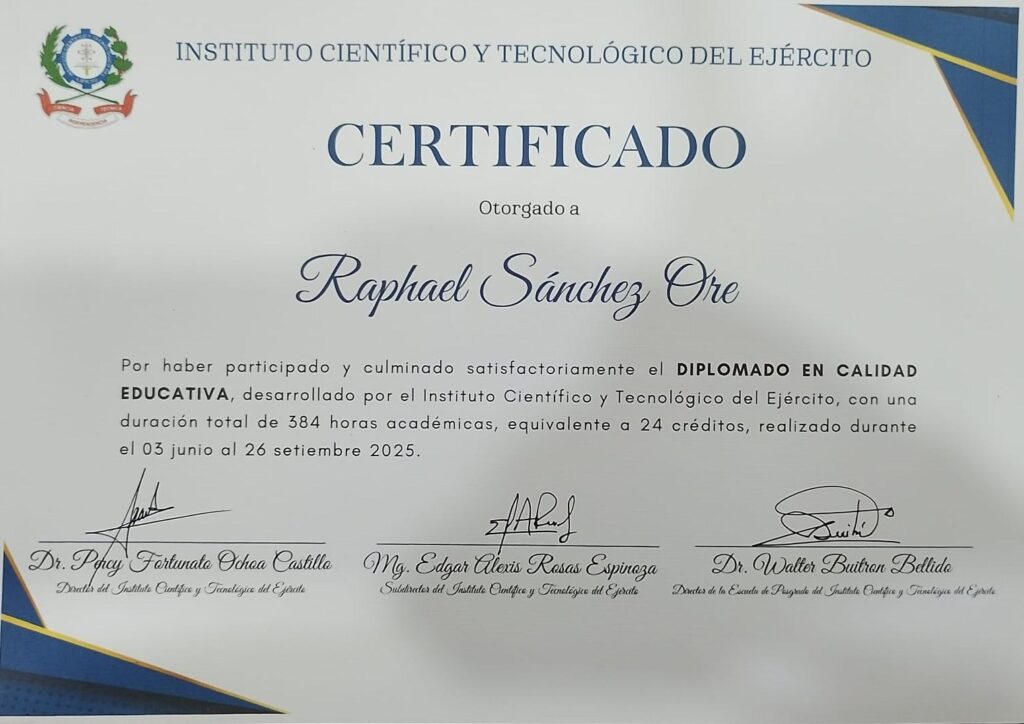 INSTITUTO CIENTÍFICO Y TECNOLÓGICO DEL EJÉRCITO
CIENCIA TECNICA
INDEPENDENCIA
CERTIFICADO
Otorgado a
Raphael Sánchez Ore
Por haber participado y culminado satisfactoriamente el DIPLOMADO EN CALIDAD
EDUCATIVA, desarrollado por el Instituto Científico y Tecnológico del Ejército, con una
duración total de 384 horas académicas, equivalente a 24 créditos, realizado durante
el 03 junio al 26 setiembre 2025.
Dr. Percy Fortunato Ochoa Castillo
Director del Instituto Científico y Tecnológico del Ejército
Mg. Edgar Alexis Rosas Espinoza
Subdirector del Instituto Científico y Tecnológico del Ejército
Dr. Walter Buitron Bellido
Director de la Escuela de Posgrado del Instituto Científico y Tecnológico del Ejército